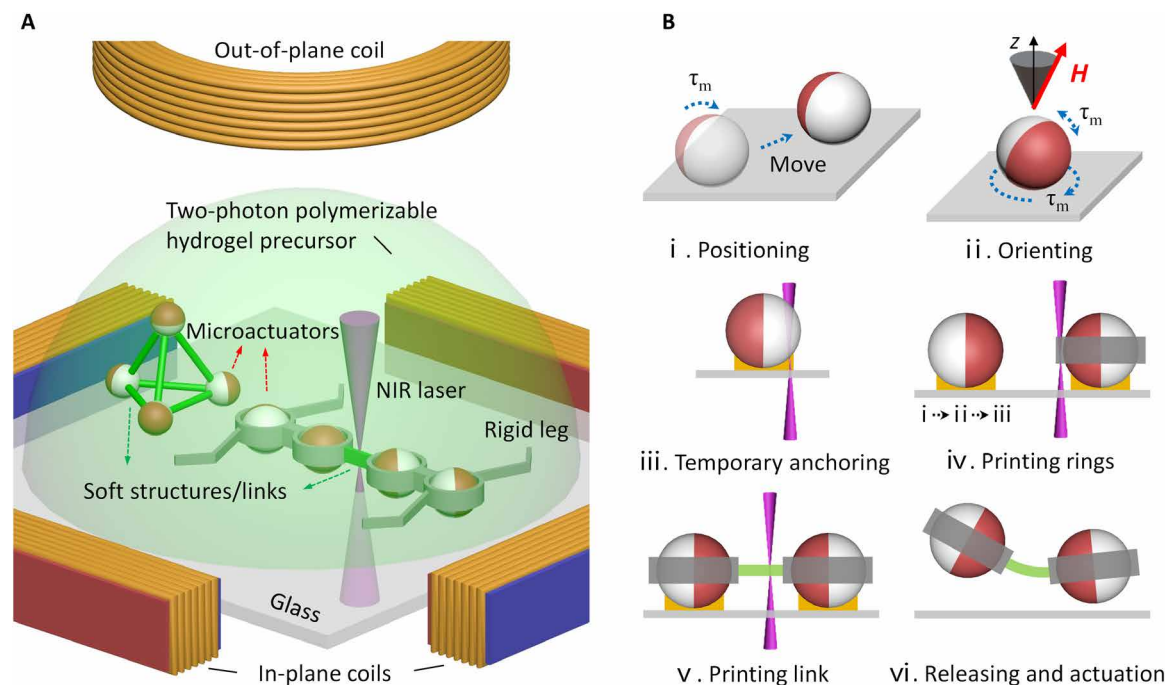 A
Out-of-plane coil
Two-photon polymerizable
hydrogel precursor
Microactuators
NIR laser
Rigid leg
Soft structures/links
Glass
In-plane coils
B
τm
Move
i . Positioning
z
H
τm
τm
ii . Orienting
iii . Temporary anchoring
i ⇢ ii ⇢ iii
iv . Printing rings
v . Printing link
vi . Releasing and actuation